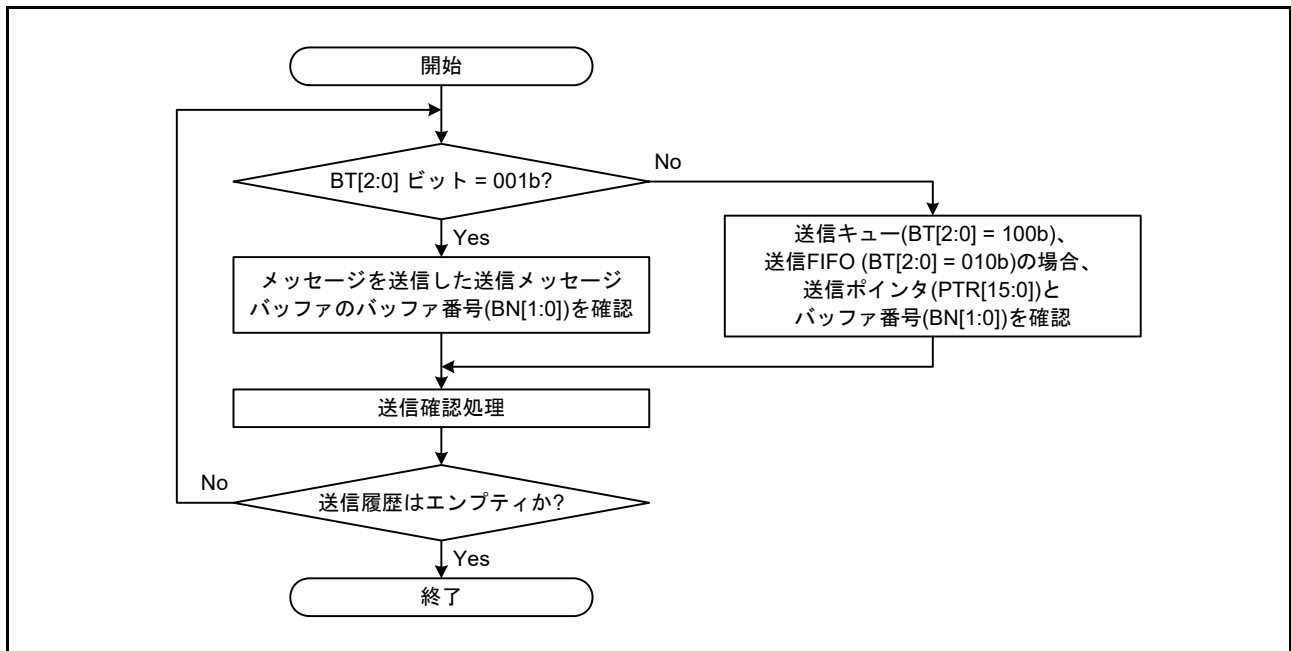 開始
BT[2:0] ビット = 001b?
No
Yes
送信キュー(BT[2:0] = 100b)、
送信FIFO (BT[2:0] = 010b)の場合、
送信ポインタ(PTR[15:0])と
バッファ番号(BN[1:0])を確認
メッセージを送信した送信メッセージ
バッファのバッファ番号(BN[1:0])を確認
送信確認処理
No
送信履歴はエンプティか?
Yes
終了